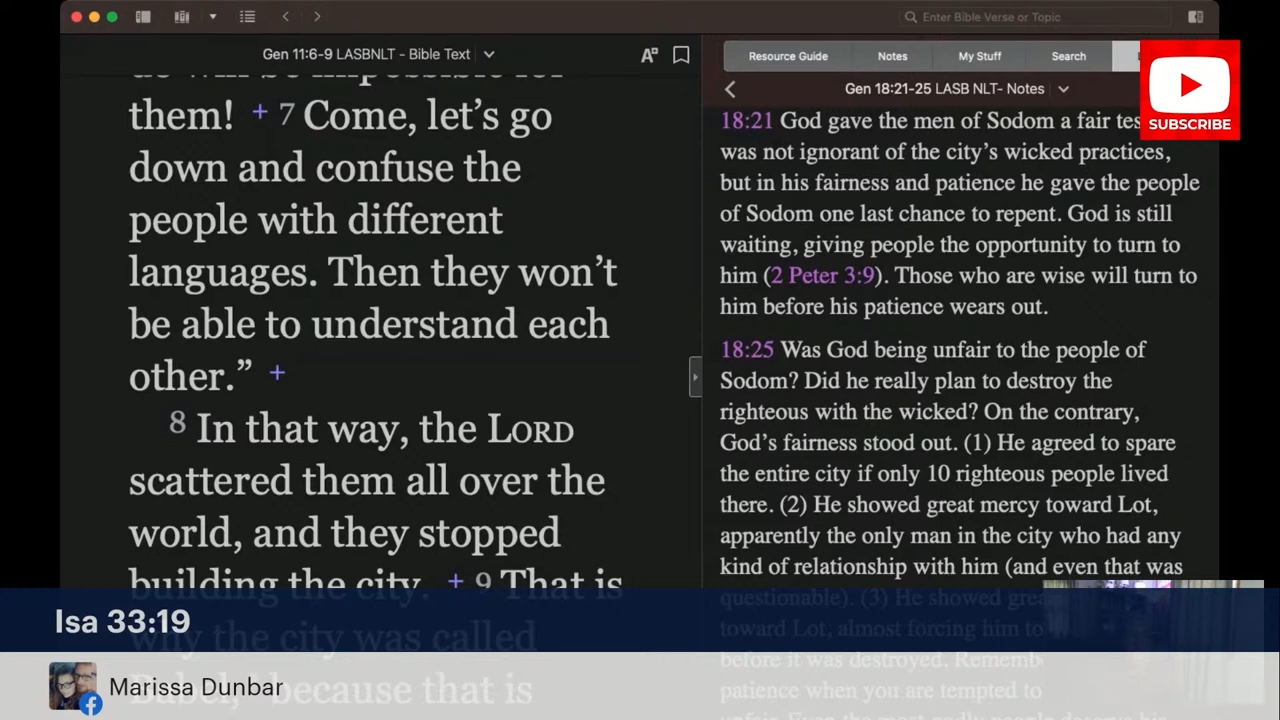 Enter Bible Verse or Topic
Gen 11:6-9 LASBNLT - Bible Text
do will be impossible for
them! + 7 Come, let’s go
down and confuse the
people with different
languages. Then they won’t
be able to understand each
other.” +
8 In that way, the LORD
scattered them all over the
world, and they stopped
building the city. + 9 That is
why the city was called
Babel, because that is
Resource Guide Notes My Stuff Search
Gen 18:21-25 LASB NLT- Notes
18:21 God gave the men of Sodom a fair
was not ignorant of the city’s wicked practices,
but in his fairness and patience he gave the people
of Sodom one last chance to repent. God is still
waiting, giving people the opportunity to turn to
him (2 Peter 3:9). Those who are wise will turn to
him before his patience wears out.
18:25 Was God being unfair to the people of
Sodom? Did he really plan to destroy the
righteous with the wicked? On the contrary,
God’s fairness stood out. (1) He agreed to spare
the entire city if only 10 righteous people lived
there. (2) He showed great mercy toward Lot,
apparently the only man in the city who had any
kind of relationship with him (and even that was
questionable). (3) He showed
toward Lot, almost forcing him to
before it was destroyed.
patience when you are tempted to
SUBSCRIBE
Isa 33:19
Marissa Dunbar